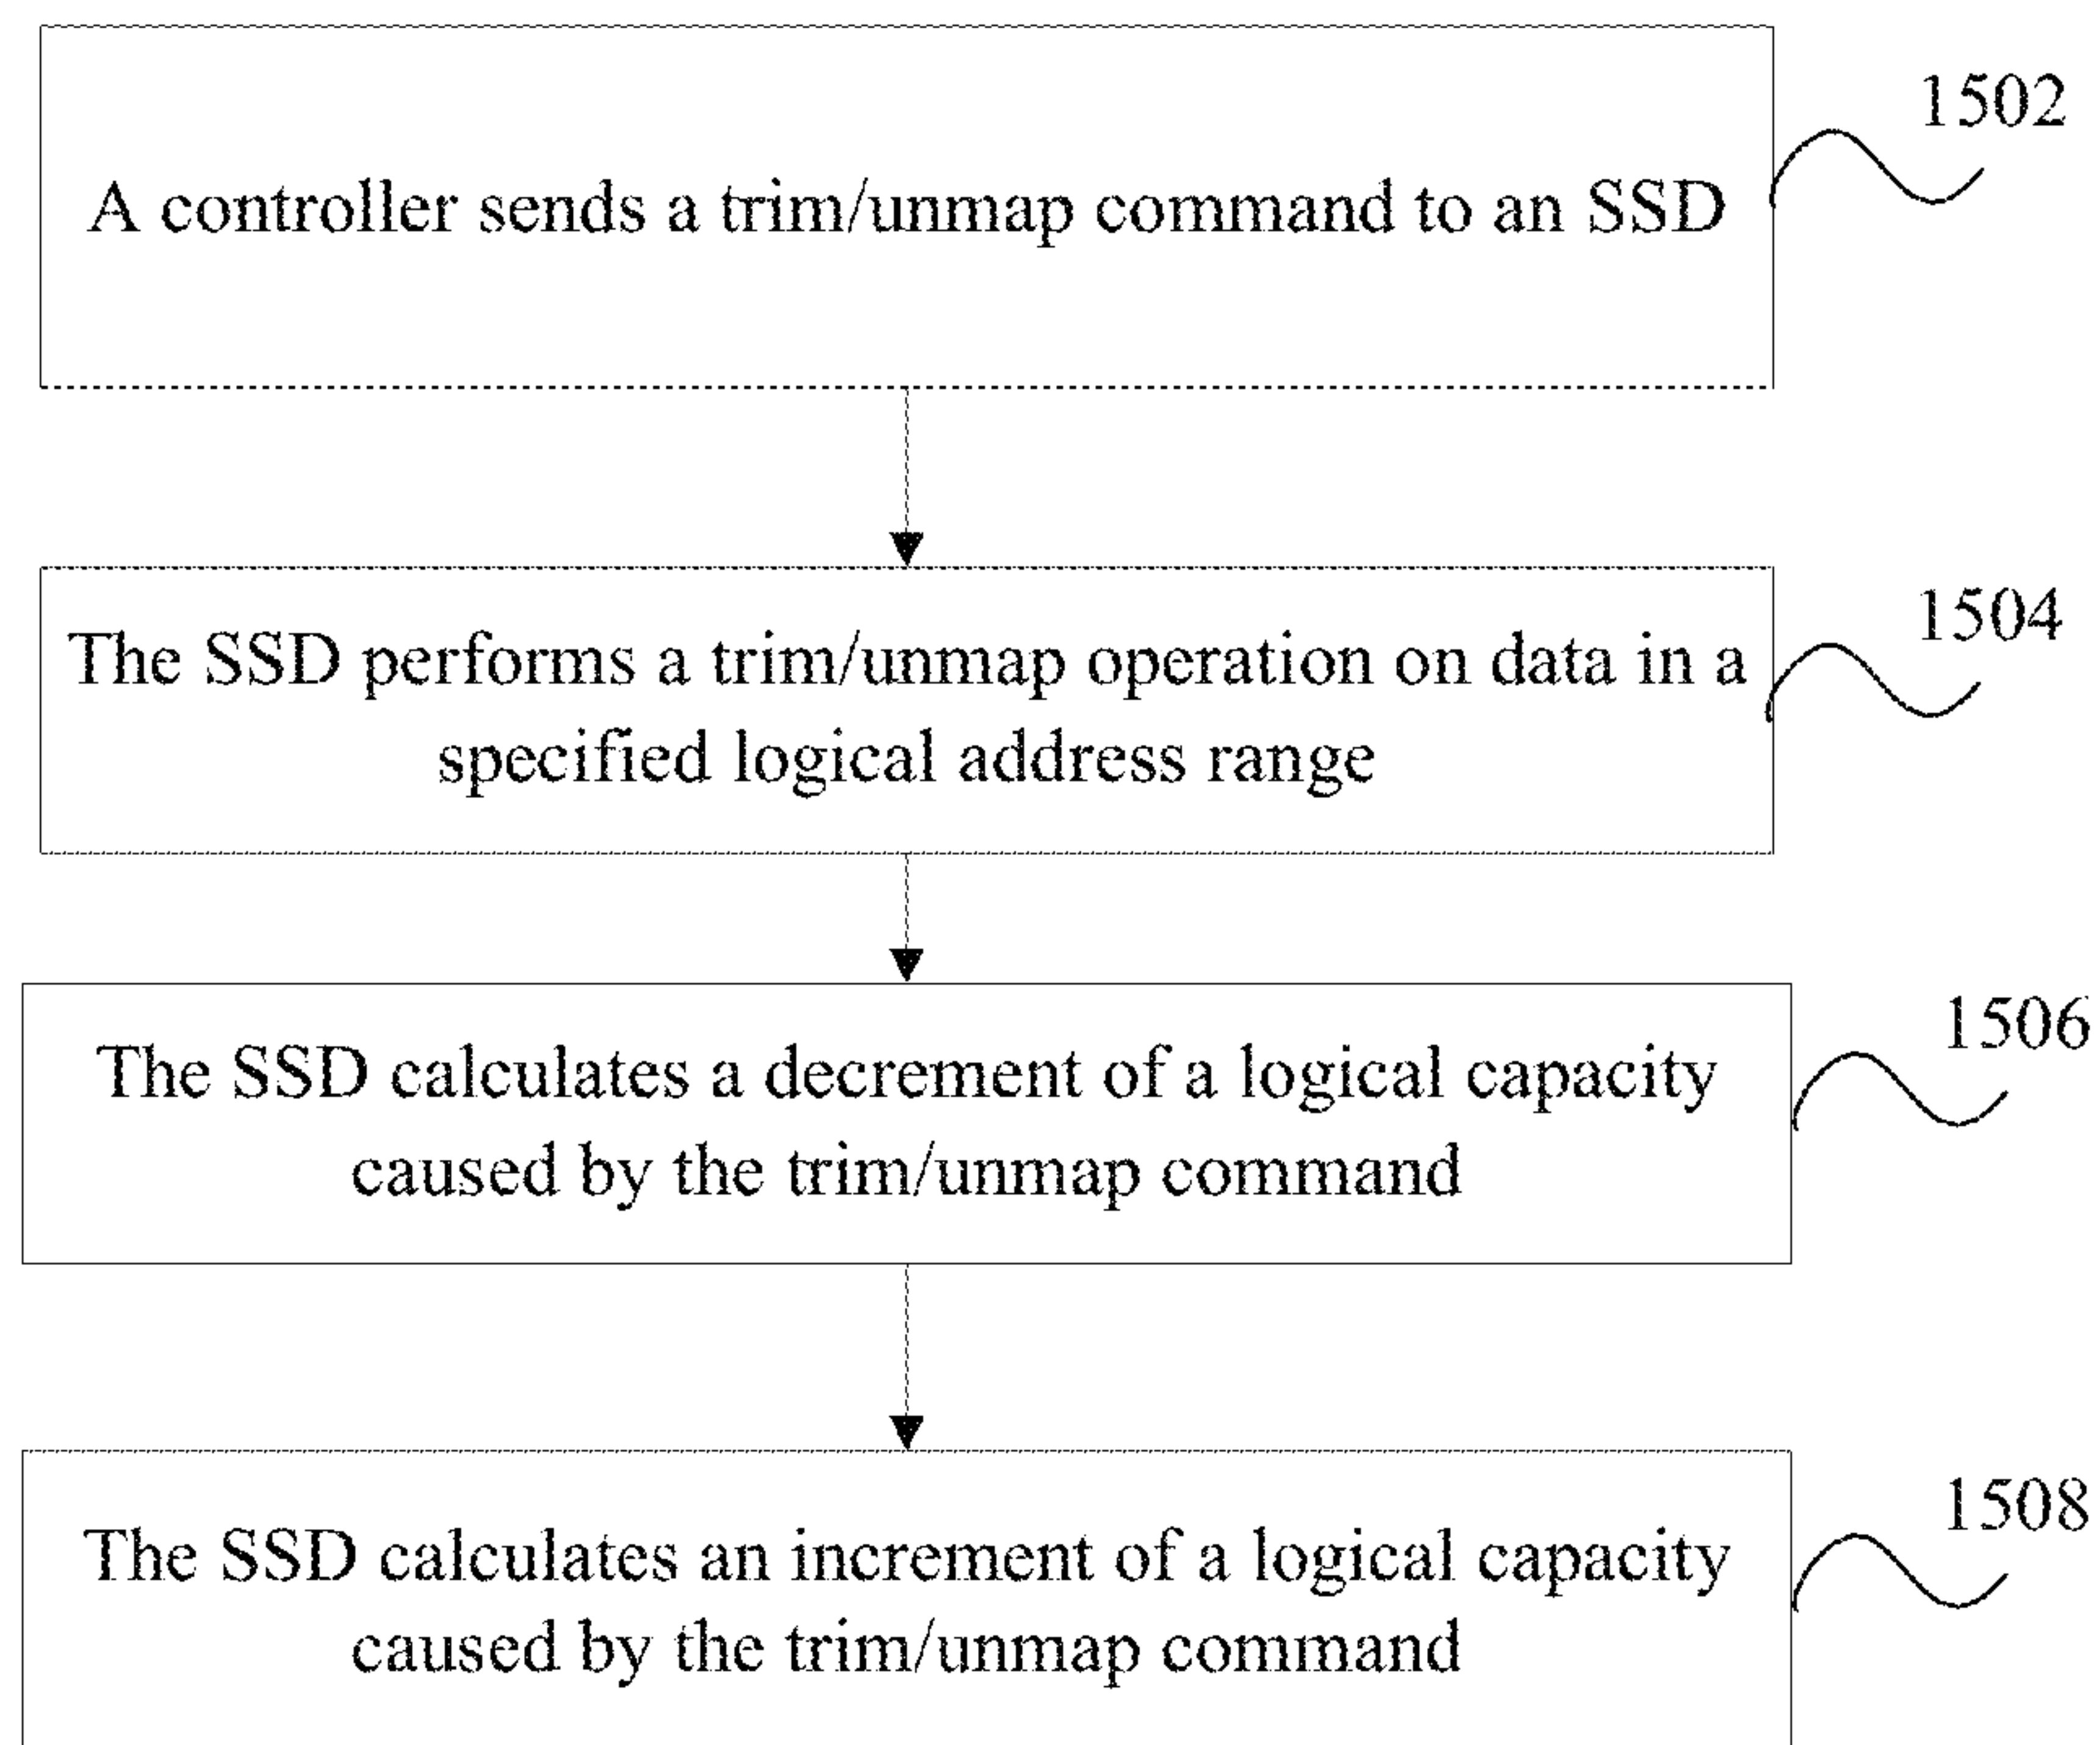 1502
A controller sends a trim/unmap command to an SSD
1504
The SSD performs a trim/unmap operation on data in a
specified logical address range
1506
The SSD calculates a decrement of a logical capacity
caused by the trim/unmap command
1508
The SSD calculates an increment of a logical capacity
caused by the trim/unmap command